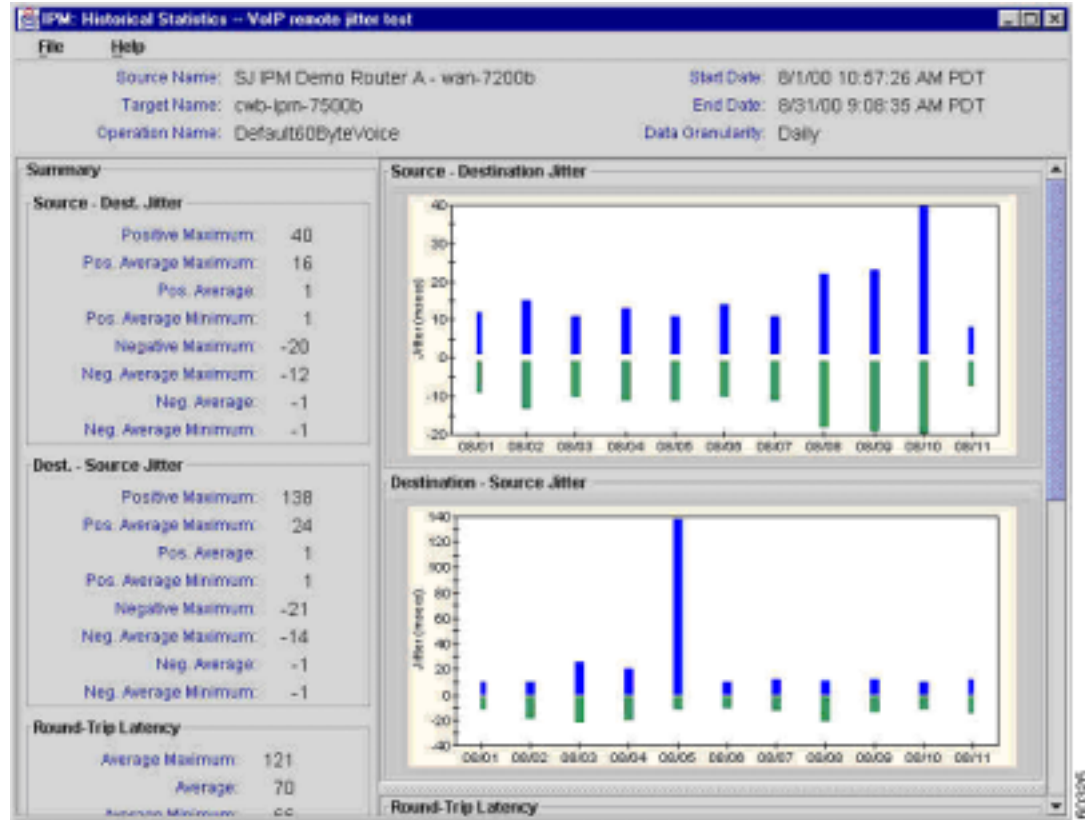 IPM: Historical Statistics -- VoIP remote jitter test
File Help
Source Name: SJ IPM Demo Router A - wan-7200b
Start Date: 8/1/00 10:57:26 AM PDT
Target Name: cwb-ipm-7500b
End Date: 8/31/00 9:08:35 AM PDT
Operation Name: Default60ByteVoice
Data Granularity: Daily
Summary
Source - Dest. Jitter
Positive Maximum: 40
Pos. Average Maximum: 16
Pos. Average: 1
Pos. Average Minimum: 1
Negative Maximum: -20
Neg. Average Maximum: -12
Neg. Average: -1
Neg. Average Minimum: -1
Dest. - Source Jitter
Positive Maximum: 138
Pos. Average Maximum: 24
Pos. Average: 1
Pos. Average Minimum: 1
Negative Maximum: -21
Neg. Average Maximum: -14
Neg. Average: -1
Neg. Average Minimum: -1
Round-Trip Latency
Average Maximum: 121
Average: 70
Average Minimum: 66
Source - Destination Jitter
40
30
20
10
0
-10
-20
Jitter (msecs)
08/01 08/02 08/03 08/04 08/05 08/06 08/07 08/08 08/09 08/10 08/11
Destination - Source Jitter
140
120
100
80
60
40
20
0
-20
-40
Jitter (msecs)
08/01 08/02 08/03 08/04 08/05 08/06 08/07 08/08 08/09 08/10 08/11
Round-Trip Latency